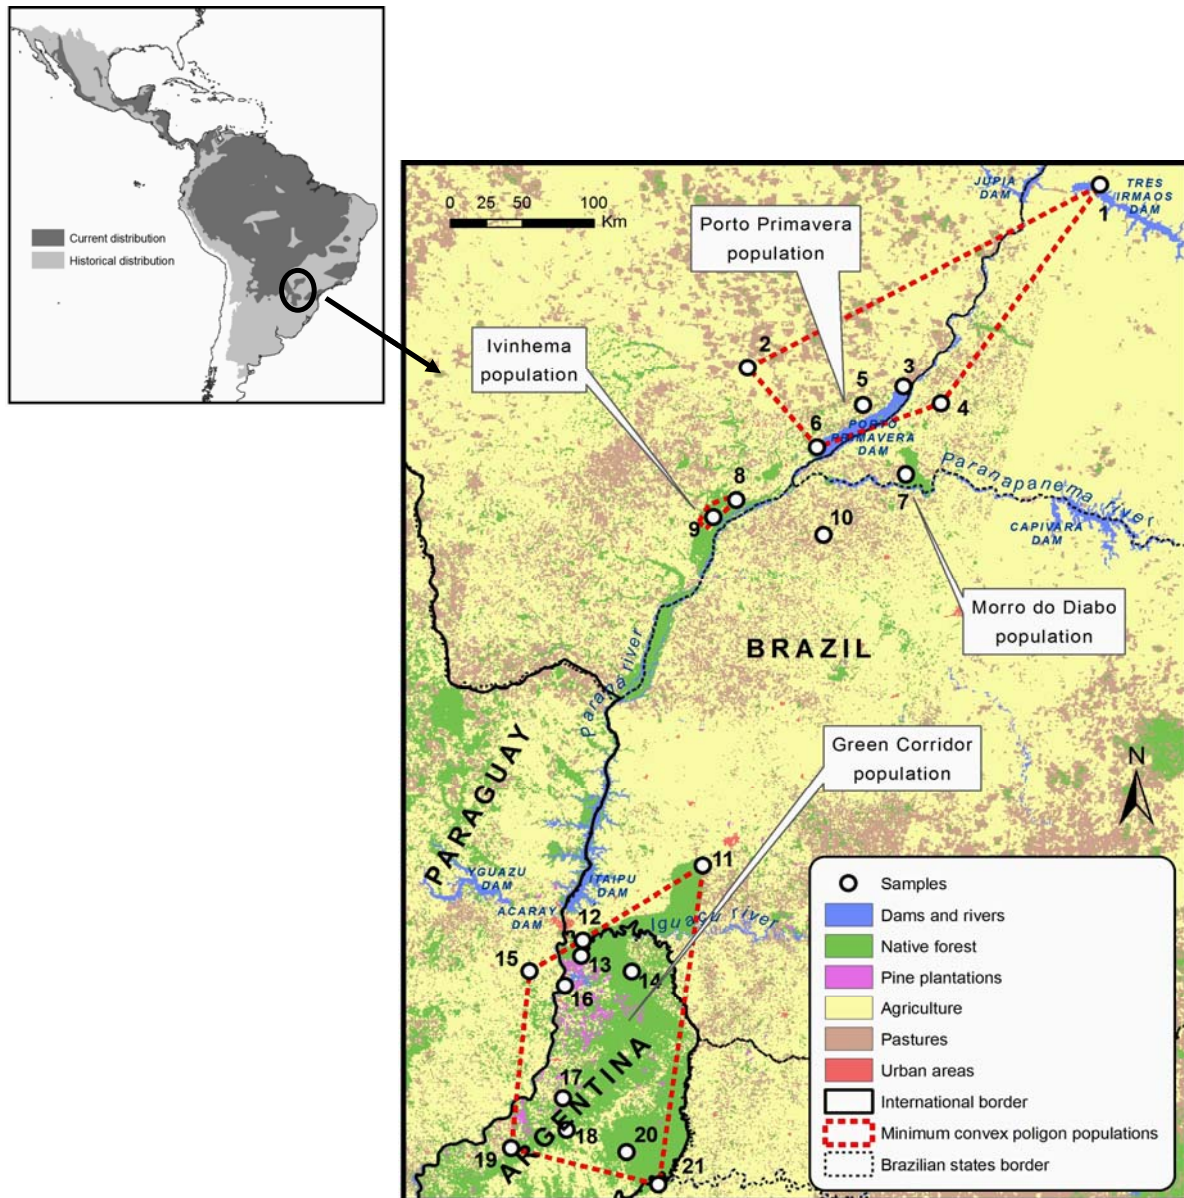 Current distribution
Historical distribution
0 25 50 100
Km
JUPIA
DAM
TRES
IRMAOS
DAM
1
Porto Primavera
population
Ivinhema
population
2
3
5
4
6
PORTO
PRIMAVERA
DAM
7
Paranapanema river
CAPIVARA
DAM
8
9
10
Morro do Diabo
population
BRAZIL
Paraná river
PARAGUAY
Green Corridor
population
N
YGUAZU
DAM
ITAIPU
DAM
ACARAY
DAM
11
Iguaçu river
12
13
14
15
16
17
ARGENTINA
18
19
20
21
Samples
Dams and rivers
Native forest
Pine plantations
Agriculture
Pastures
Urban areas
International border
Minimum convex poligon populations
Brazilian states border